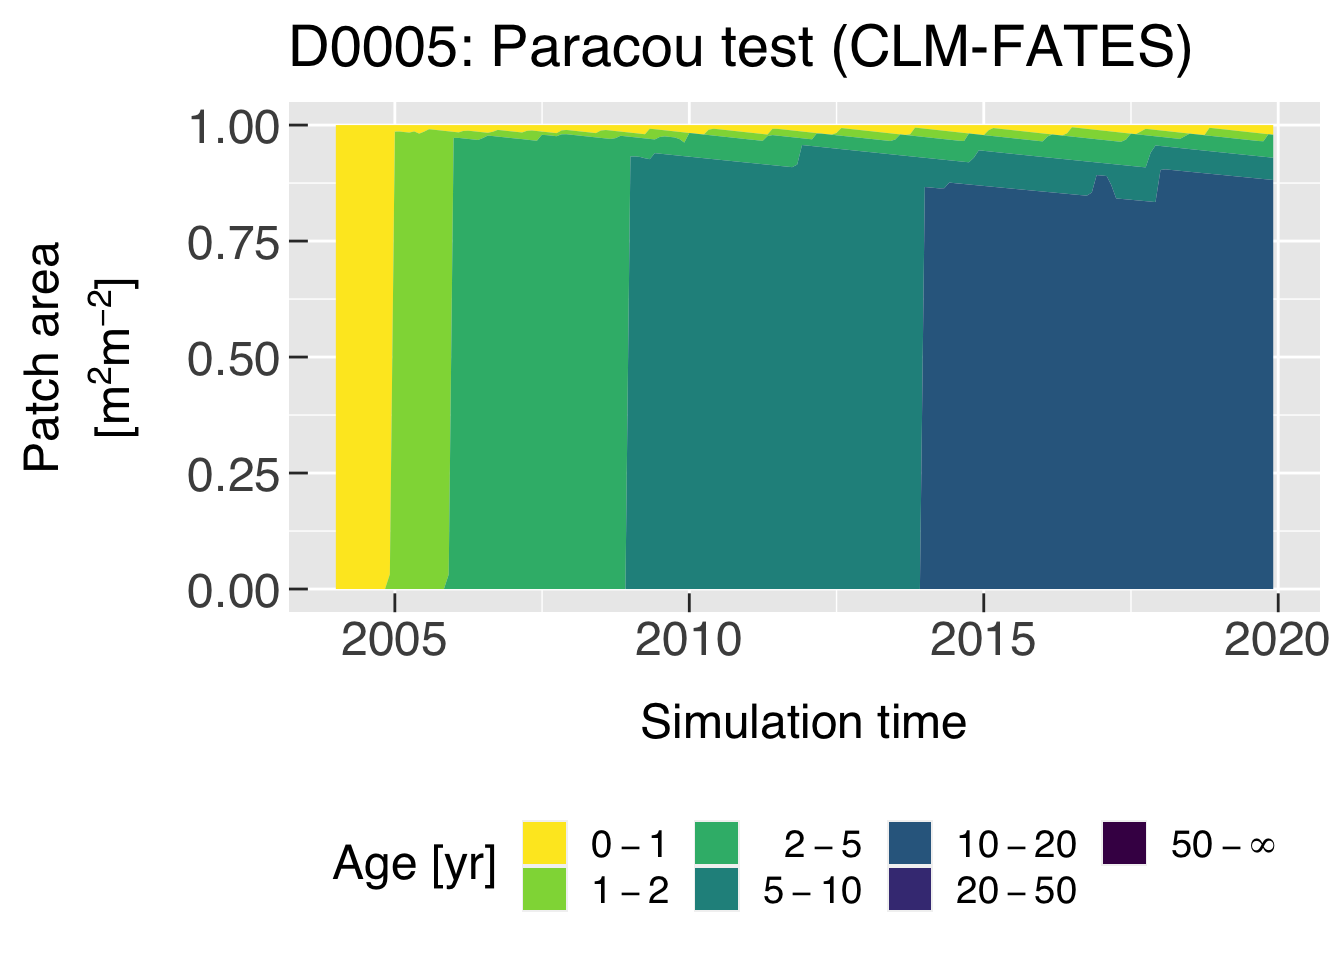 D0005: Paracou test (CLM-FATES)
Patch area
[m²m⁻²]
1.00
0.75
0.50
0.25
0.00
2005 2010 2015 2020
Simulation time
Age [yr]
0 – 1 2 – 5 10 – 20 50 – ∞
1 – 2 5 – 10 20 – 50